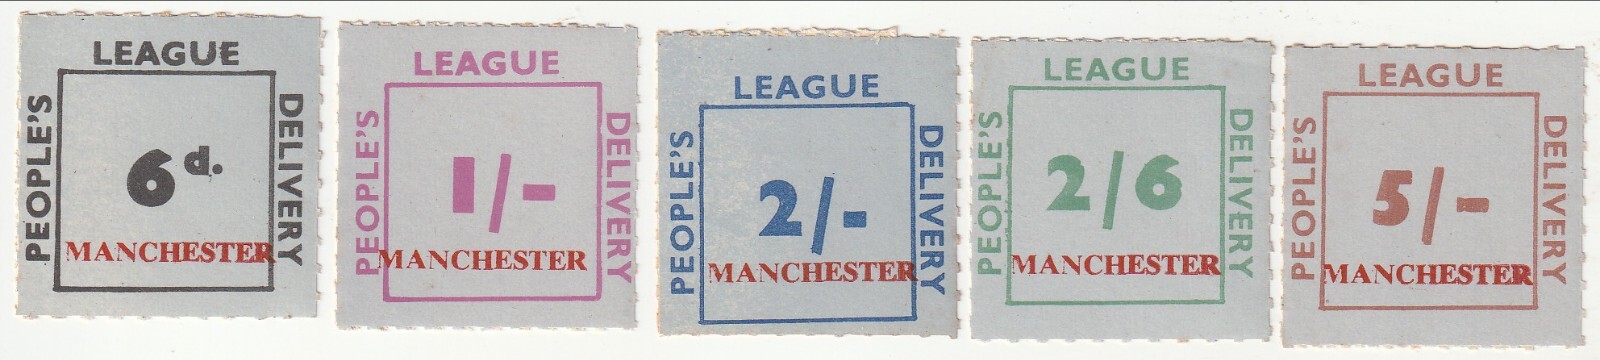 LEAGUE
PEOPLE'S
DELIVERY
6d.
MANCHESTER
LEAGUE
PEOPLE'S
DELIVERY
1/-
MANCHESTER
LEAGUE
PEOPLE'S
DELIVERY
2/-
MANCHESTER
LEAGUE
PEOPLE'S
DELIVERY
2/6
MANCHESTER
LEAGUE
PEOPLE'S
DELIVERY
5/-
MANCHESTER